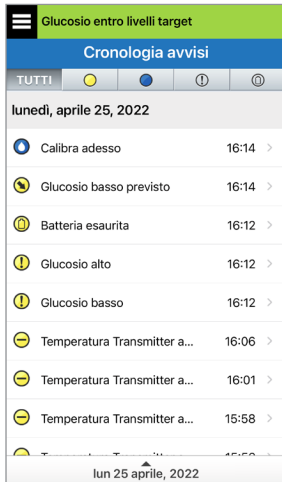 Glucosio entro livelli target
Cronologia avvisi
TUTTI
lunedì, aprile 25, 2022
Calibra adesso 16:14
Glucosio basso previsto 16:14
Batteria esaurita 16:12
Glucosio alto 16:12
Glucosio basso 16:12
Temperatura Transmitter a... 16:06
Temperatura Transmitter a... 16:01
Temperatura Transmitter a... 15:58
lun 25 aprile, 2022